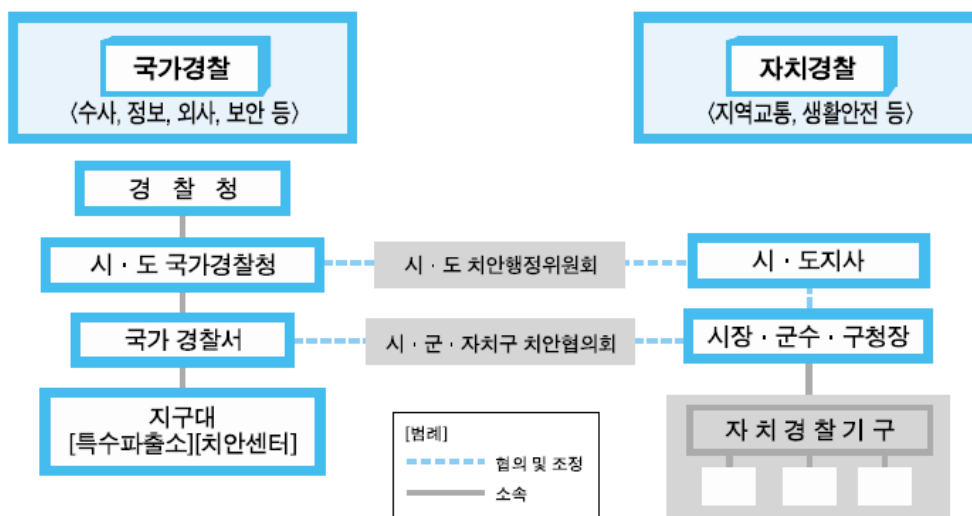 국가경찰
〈수사, 정보, 외사, 보안 등〉
자치경찰
〈지역교통, 생활안전 등〉
경 찰 청
시 · 도 국가경찰청
시 · 도 치안행정위원회
시 · 도지사
국가 경찰서
시 · 군 · 자치구 치안협의회
시장 · 군수 · 구청장
지구대
[특수파출소][치안센터]
자 치 경 찰 기 구
[범례]
협의 및 조정
소속